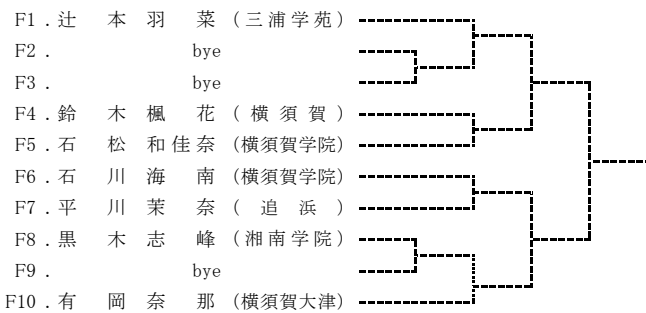 F1．辻　本　羽　菜（三浦学苑）
F2．　　bye
F3．　　bye
F4．鈴　木　楓　花（横須賀）
F5．石　松　和佳奈（横須賀学院）
F6．石　川　海　南（横須賀学院）
F7．平　川　茉　奈（追浜）
F8．黒　木　志　峰（湘南学院）
F9．　　bye
F10．有　岡　奈　那（横須賀大津）